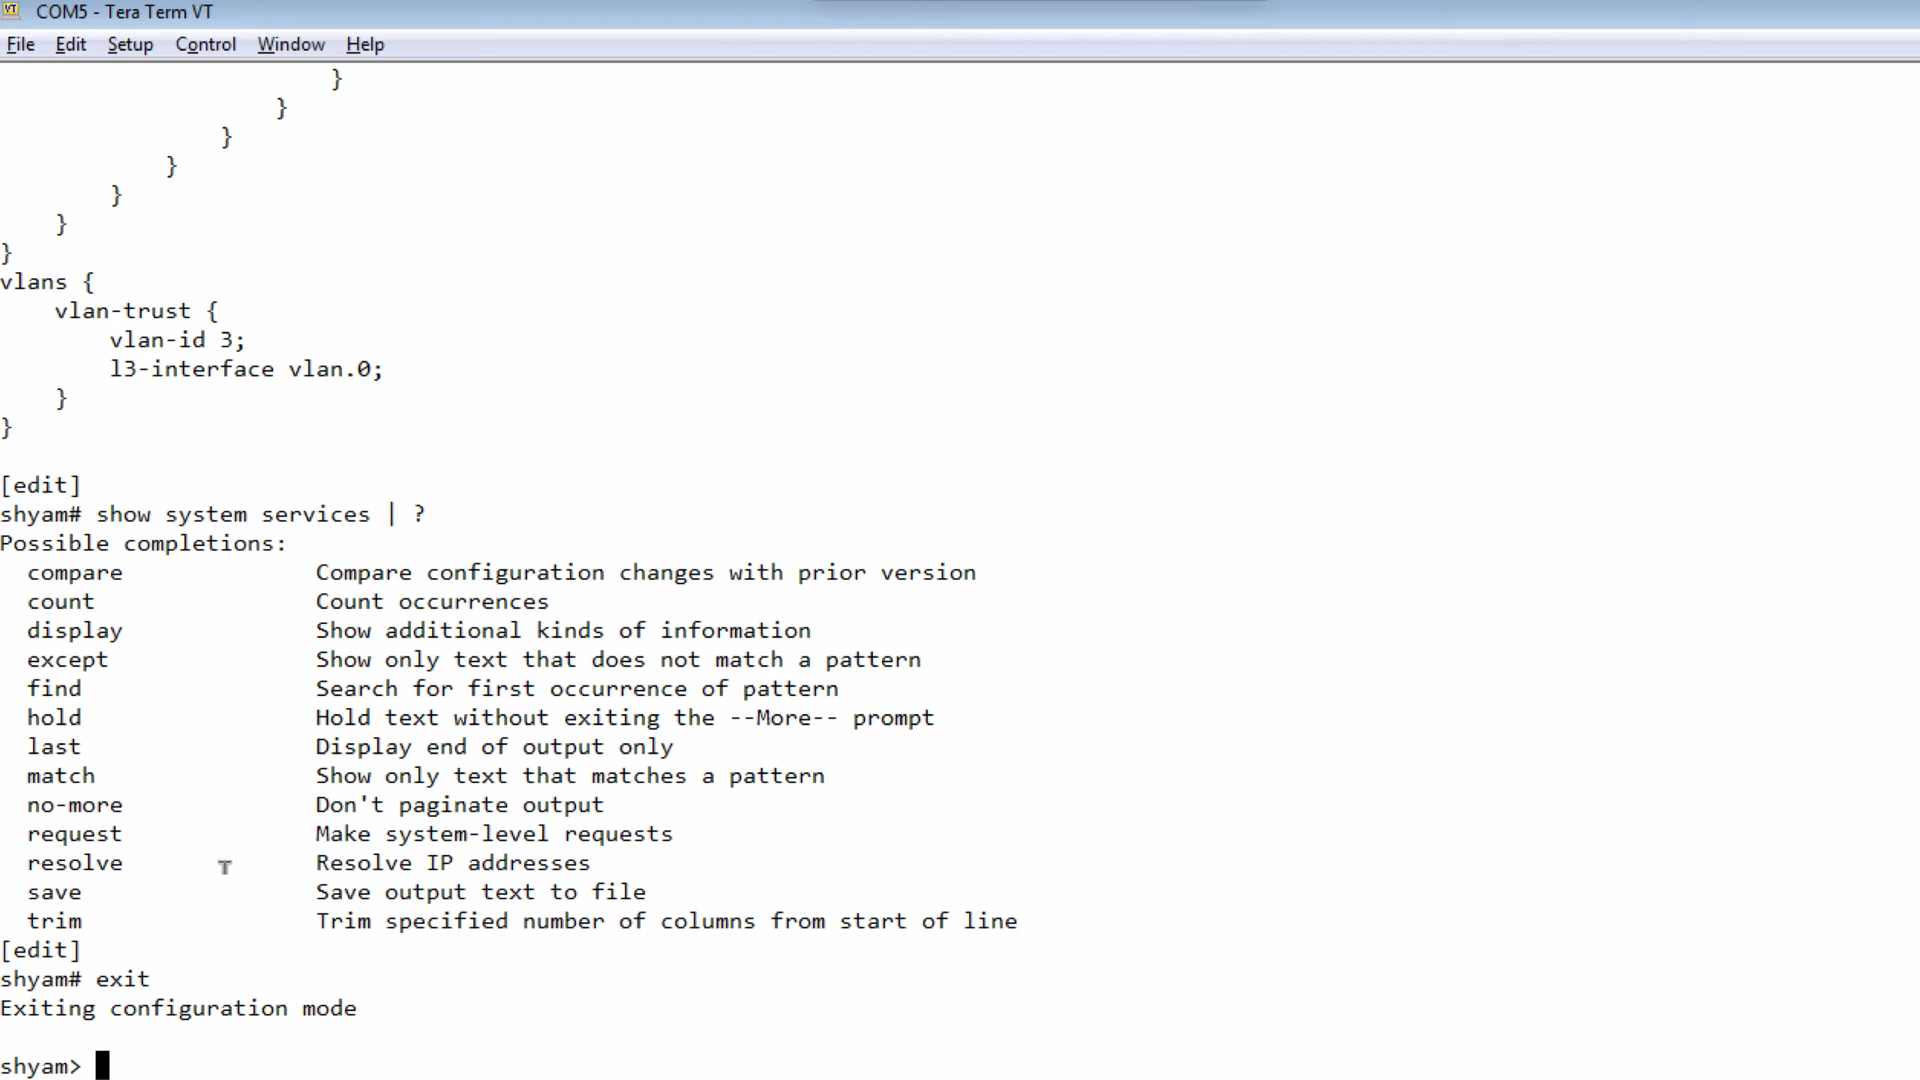 COM5 - Tera Term VT
File Edit Setup Control Window Help
}
}
}
}
}
}
}
vlans {
vlan-trust {
vlan-id 3;
l3-interface vlan.0;
}
}
[edit]
shyam# show system services | ?
Possible completions:
compare Compare configuration changes with prior version
count Count occurrences
display Show additional kinds of information
except Show only text that does not match a pattern
find Search for first occurrence of pattern
hold Hold text without exiting the --More-- prompt
last Display end of output only
match Show only text that matches a pattern
no-more Don't paginate output
request Make system-level requests
resolve Resolve IP addresses
save Save output text to file
trim Trim specified number of columns from start of line
[edit]
shyam# exit
Exiting configuration mode
shyam>